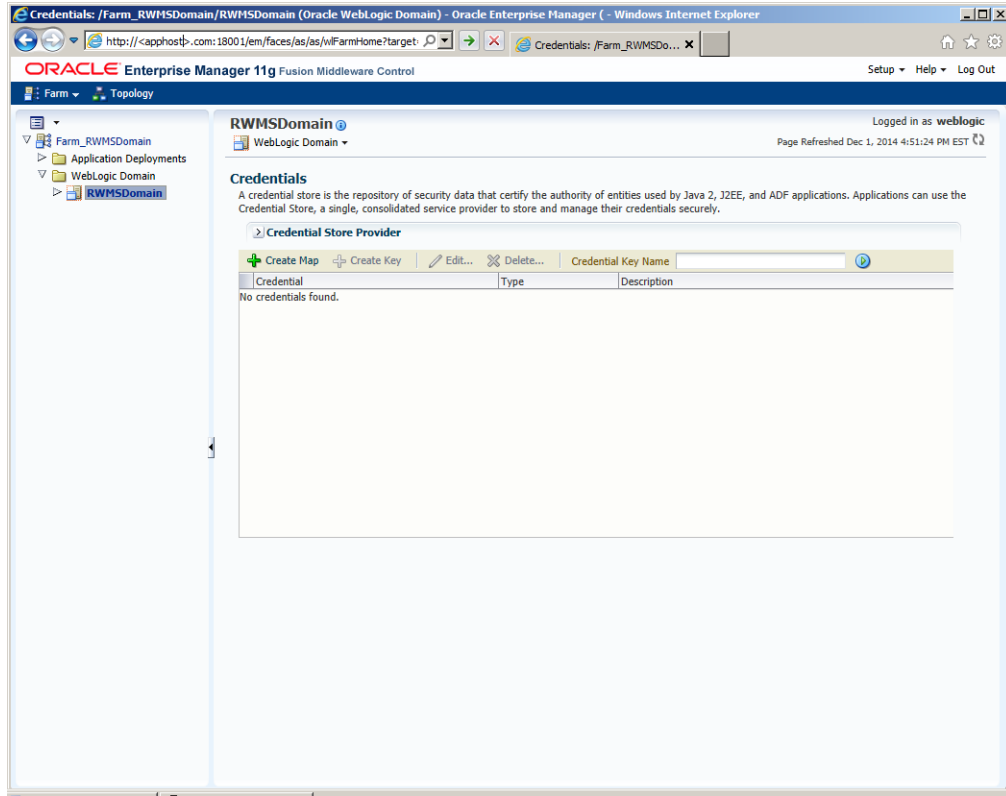 Credentials: /Farm_RWMSDomain/RWMSDomain (Oracle WebLogic Domain) - Oracle Enterprise Manager ( - Windows Internet Explorer
http://<apphost>.com:18001/em/faces/as/as/wlFarmHome?target:
Credentials: /Farm_RWMSDo...
ORACLE Enterprise Manager 11g Fusion Middleware Control
Setup Help Log Out
Farm Topology
Farm_RWMSDomain
Application Deployments
WebLogic Domain
RWMSDomain
RWMSDomain
WebLogic Domain
Logged in as weblogic
Page Refreshed Dec 1, 2014 4:51:24 PM EST
Credentials
A credential store is the repository of security data that certify the authority of entities used by Java 2, J2EE, and ADF applications. Applications can use the
Credential Store, a single, consolidated service provider to store and manage their credentials securely.
Credential Store Provider
Create Map Create Key Edit... Delete... Credential Key Name
Credential Type Description
No credentials found.